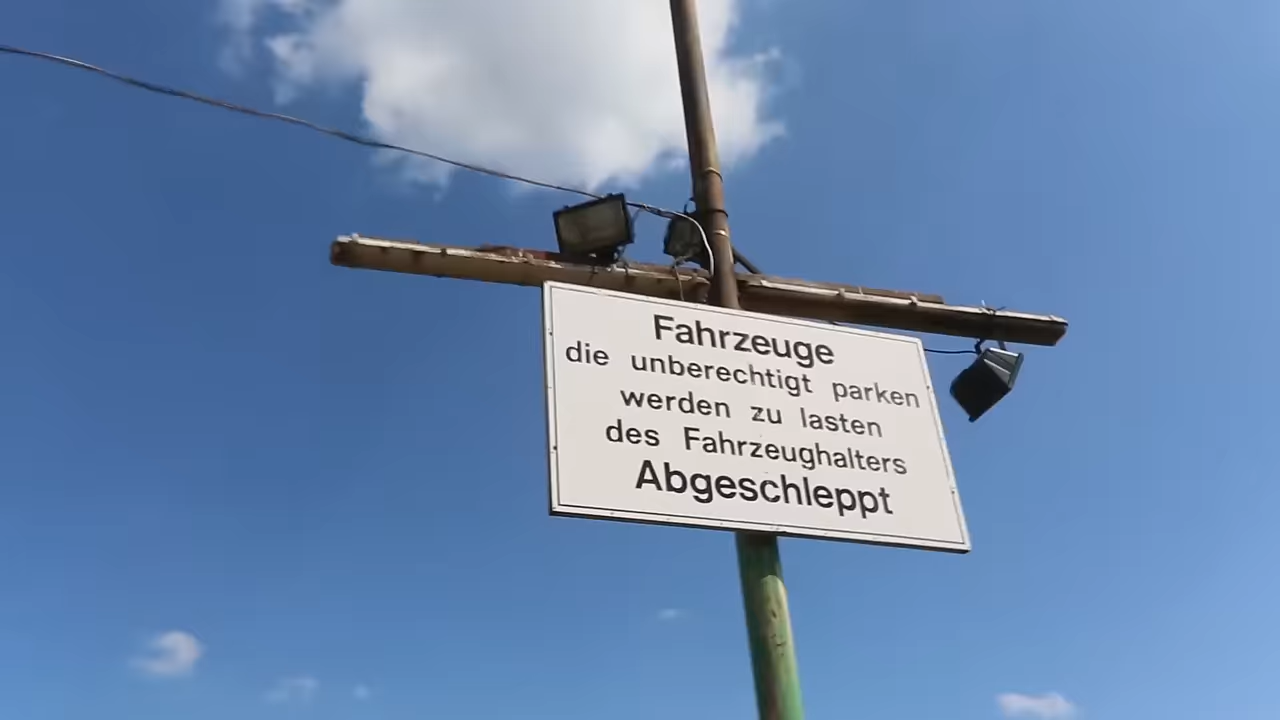 Fahrzeuge
die unberechtigt parken
werden zu lasten
des Fahrzeughalters
Abgeschleppt